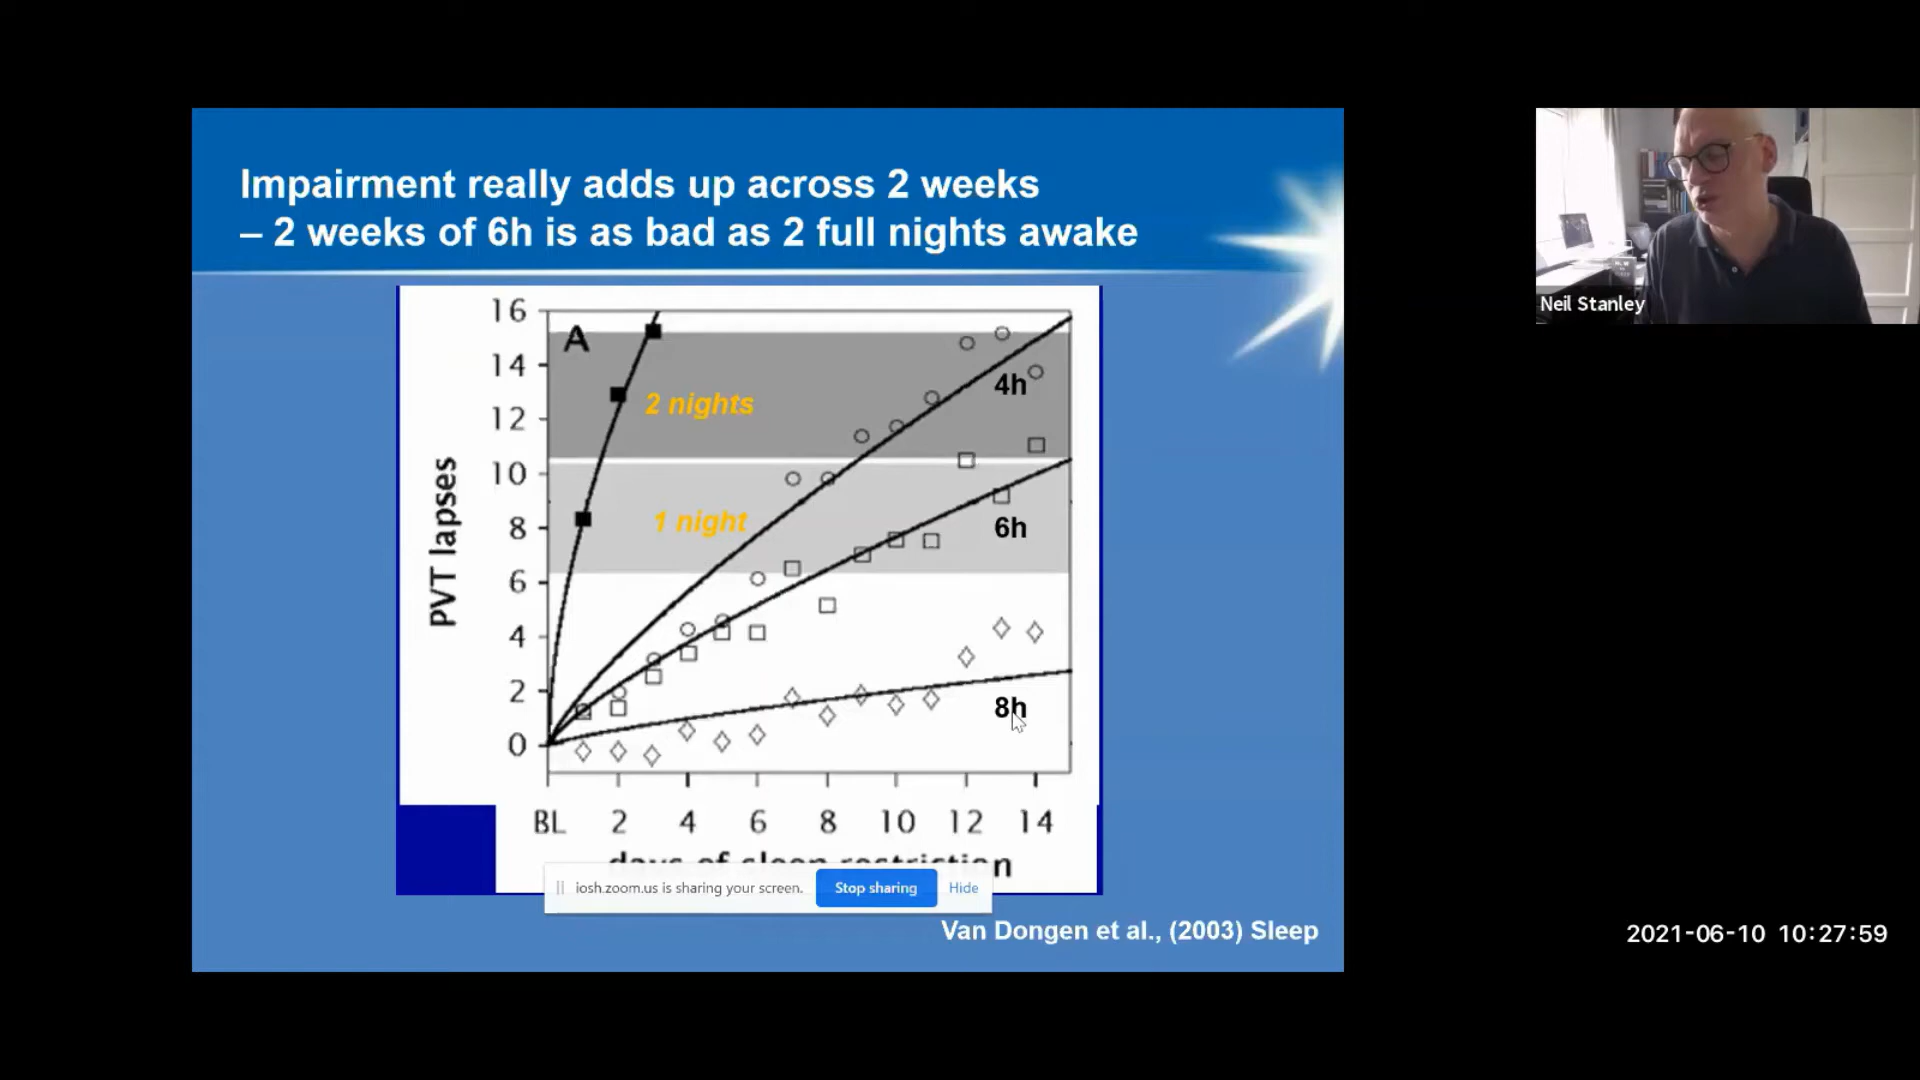 Impairment really adds up across 2 weeks
– 2 weeks of 6h is as bad as 2 full nights awake
16
14
12
10
8
6
4
2
0
PVT lapses
A
2 nights
1 night
4h
6h
8h
BL 2 4 6 8 10 12 14
days of sleep restriction
iosh.zoom.us is sharing your screen. Stop sharing Hide
Van Dongen et al., (2003) Sleep
Neil Stanley
2021-06-10 10:27:59